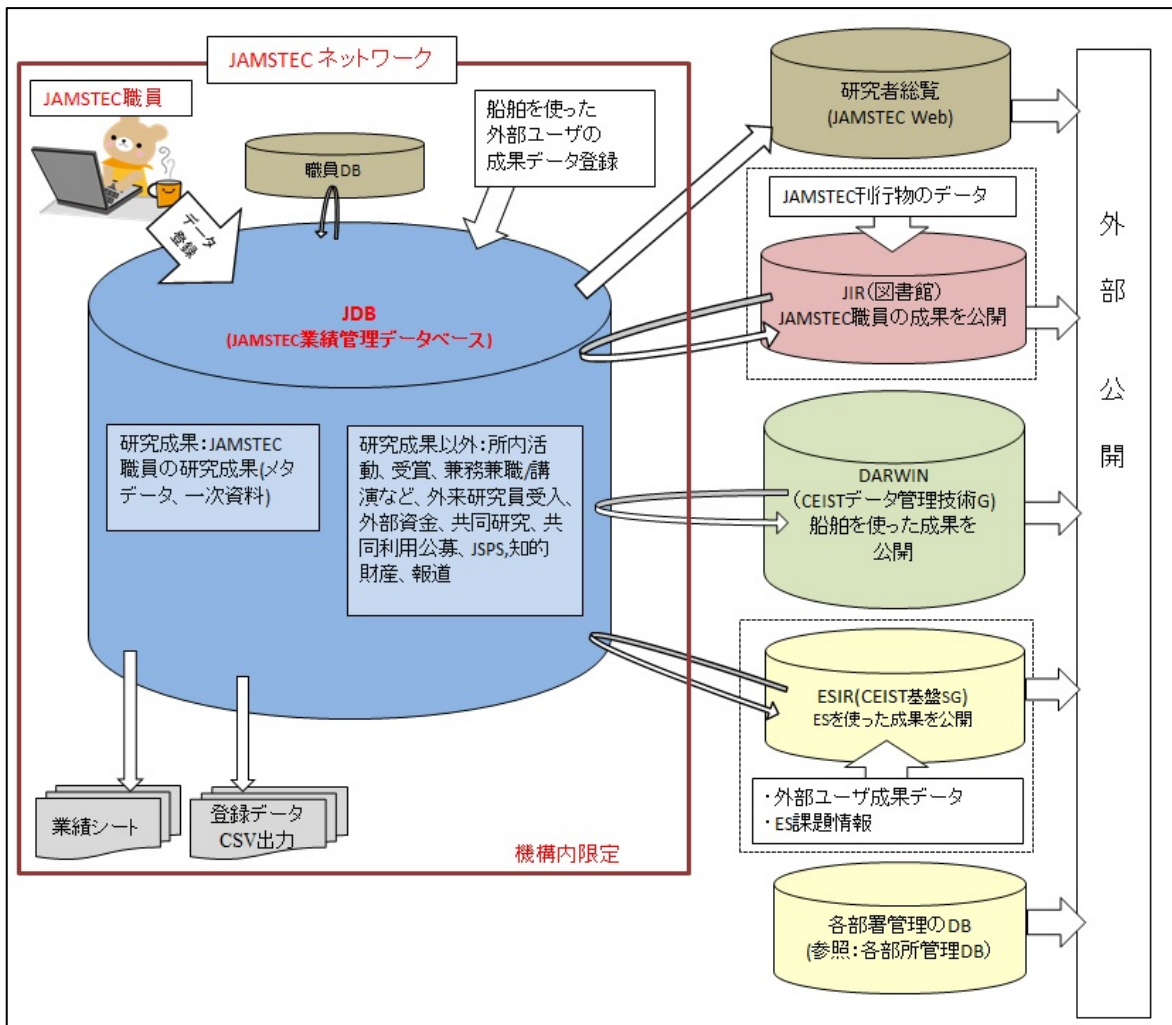 JAMSTEC ネットワーク
JAMSTEC職員
データ
登録
職員DB
船舶を使った
外部ユーザの
成果データ登録
JDB
(JAMSTEC業績管理データベース)
研究成果:JAMSTEC
職員の研究成果(メタ
データ、一次資料)
研究成果以外:所内活
動、受賞、兼務兼職/講
演など、外来研究員受入、
外部資金、共同研究、共
同利用公募、JSPS,知的
財産、報道
業績シート
登録データ
CSV出力
機構内限定
研究者総覧
(JAMSTEC Web)
JAMSTEC刊行物のデータ
JIR(図書館)
JAMSTEC職員の成果を公開
DARWIN
(CEISTデータ管理技術G)
船舶を使った成果を
公開
ESIR(CEIST基盤SG)
ESを使った成果を公開
・外部ユーザ成果データ
・ES課題情報
各部署管理のDB
(参照:各部所管理DB)
外部公開